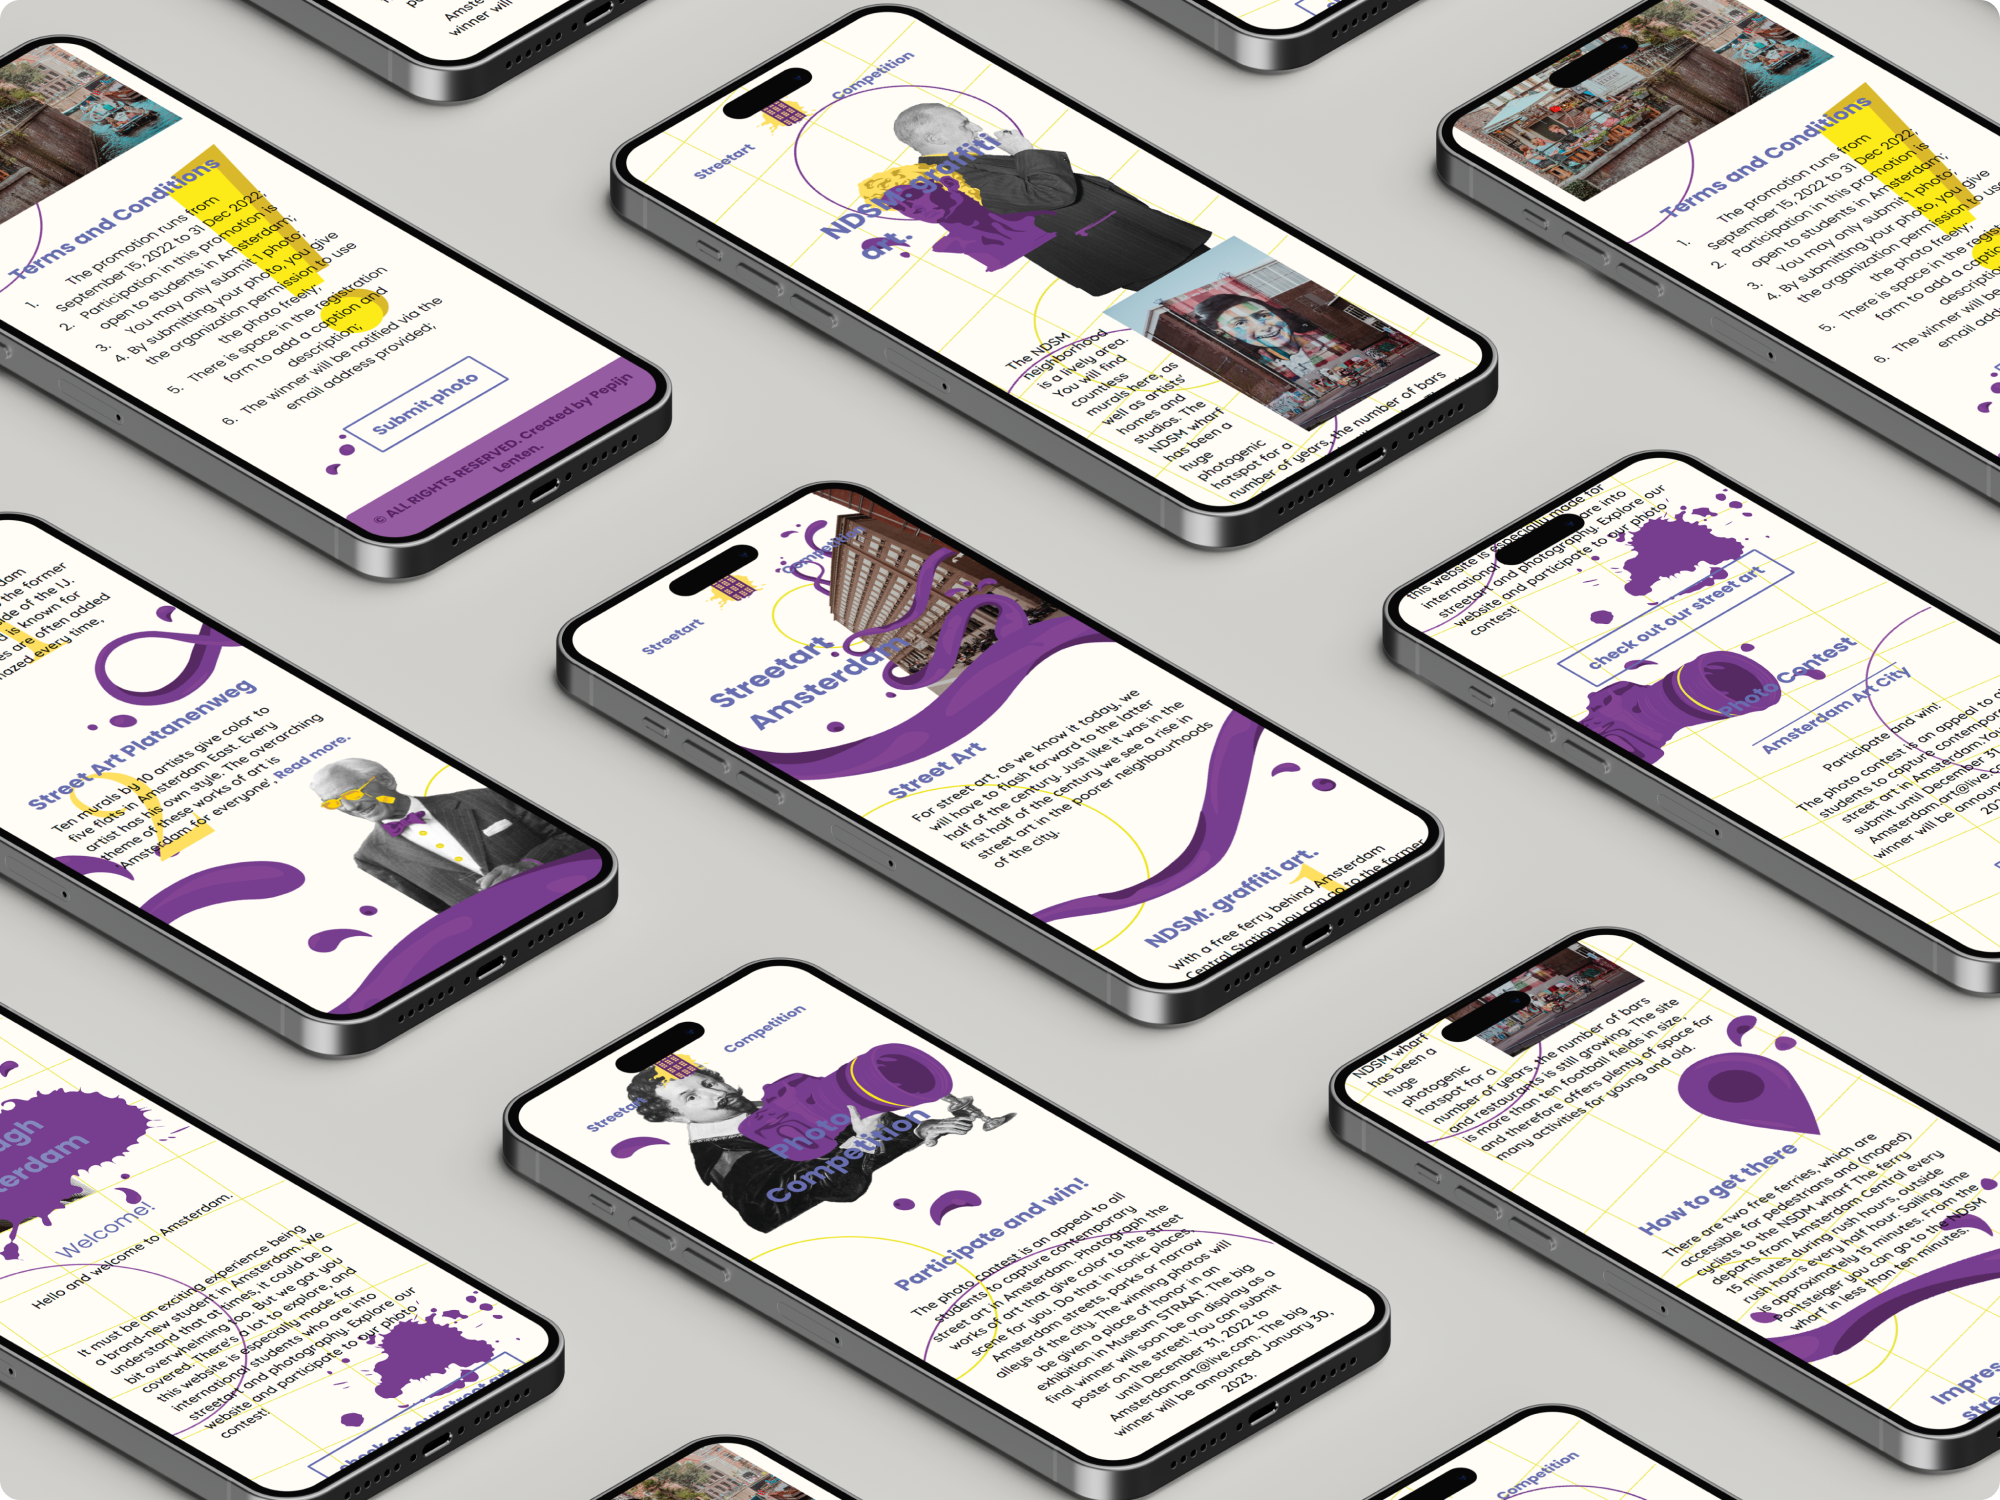 Amste
winner will
Terms and Conditions
1. The promotion runs from
September 15, 2022 to 31 Dec 2022;
2. Participation in this promotion is
open to students in Amsterdam;
3. You may only submit 1 photo;
4. By submitting your photo, you give
the organization permission to use
the photo freely;
5. There is space in the registration
form to add a caption and
description;
6. The winner will be notified via the
email address provided;
Submit photo
© ALL RIGHTS RESERVED. Created by Pepijn
Lenten.
Streetart
Competition
NDSM: graffiti
art.
The NDSM
neighborhood
is a lively area.
You will find
countless
murals here, as
well as artists'
homes and
studios. The
NDSM wharf
has been a
huge
photogenic
hotspot for a
number of years, the number of bars
Terms and Conditions
1. The promotion runs from
September 15, 2022 to 31 Dec 2022;
2. Participation in this promotion is
open to students in Amsterdam;
3. You may only submit 1 photo;
4. By submitting your photo, you give
the organization permission to use
the photo freely;
5. There is space in the regist
form to add a caption
description
6. The winner will be
email addre
dam
the former
ide of the IJ.
d is known for
es are often added
mazed every time,
Street Art Platanenweg
Ten murals by 10 artists give color to
five flats in Amsterdam East. Every
artist has his own style. The overarching
theme of these works of art is
'Amsterdam for everyone,' Read more.
2
Streetart
Competition
Streetart
Amsterdam
Street Art
For street art, as we know it today, we
will have to flash forward to the latter
half of the century. Just like it was in the
first half of the century we see a rise in
street art in the poorer neighbourhoods
of the city.
1
NDSM: graffiti art.
With a free ferry behind Amsterdam
Central Station you can go to the former
this website is especially made for
international students who are into
streetart and photography. Explore our
website and participate to our photo
contest!
check out our street art
Photo Contest
Amsterdam Art City
Participate and win!
The photo contest is an appeal to al
students to capture contempora
street art in Amsterdam. You
submit until December 31,
Amsterdam.art@live.co
winner will be announc
202
ugh
terdam
Welcome!
Hello and welcome to Amsterdam.
It must be an exciting experience being
a brand-new student in Amsterdam. We
understand that at times, it could be a
bit overwhelming too. But we got you
covered. There's a lot to explore, and
this website is especially made for
international students who are into
streetart and photography. Explore our
website and participate to our photo
contest!
check out our street art
Streetart
Competition
Photo
Competition
Participate and win!
The photo contest is an appeal to all
students to capture contemporary
street art in Amsterdam. Photograph the
works of art that give color to the street
scene for you. Do that in iconic places,
Amsterdam streets, parks or narrow
alleys of the city. The winning photos will
be given a place of honor in an
exhibition in Museum STRAAT. The big
final winner will soon be on display as a
poster on the street! You can submit
until December 31, 2022 to
Amsterdam.art@live.com. The big
winner will be announced January 30,
2023.
NDSM wharf
has been a
huge
photogenic
hotspot for a
number of years, the number of bars
and restaurants is still growing. The site
is more than ten football fields in size,
and therefore offers plenty of space for
many activities for young and old.
How to get there
There are two free ferries, which are
accessible for pedestrians and (moped)
cyclists to the NSDM wharf The ferry
departs from Amsterdam Central every
15 minutes during rush hours, outside
rush hours every half hour. Sailing time
is approximately 15 minutes. From the
Pontsteiger you can go to the NDSM
wharf in less than ten minutes.
Impres
stre
Competition